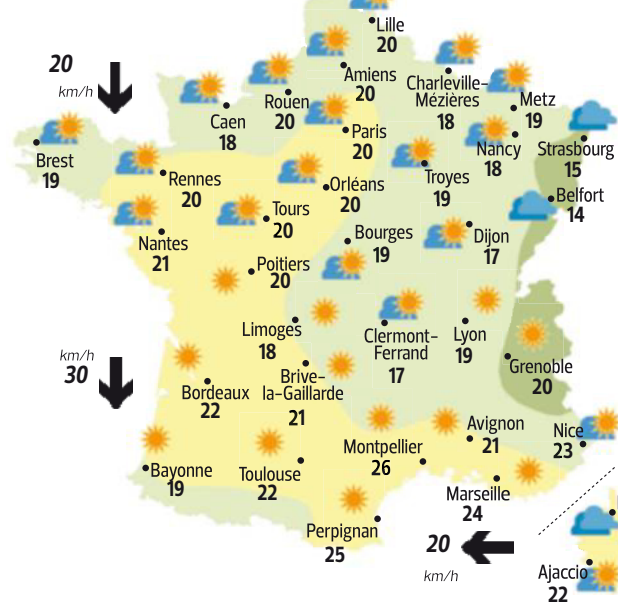 Lille
20
20
km/h
Amiens
20
Charleville-
Mézières
18
Rouen
20
Metz
19
Caen
18
Paris
20
Nancy
18
Strasbourg
15
Brest
19
Rennes
20
Troyes
19
Orléans
20
Belfort
14
Tours
20
Nantes
21
Bourges
19
Dijon
17
Poitiers
20
Limoges
18
Clermont-
Ferrand
17
Lyon
19
km/h
30
Grenoble
20
Brive-
la-Gaillarde
21
Bordeaux
22
Avignon
21
Nice
23
Montpellier
26
Bayonne
19
Toulouse
22
Marseille
24
Perpignan
25
20
km/h
Ajaccio
22